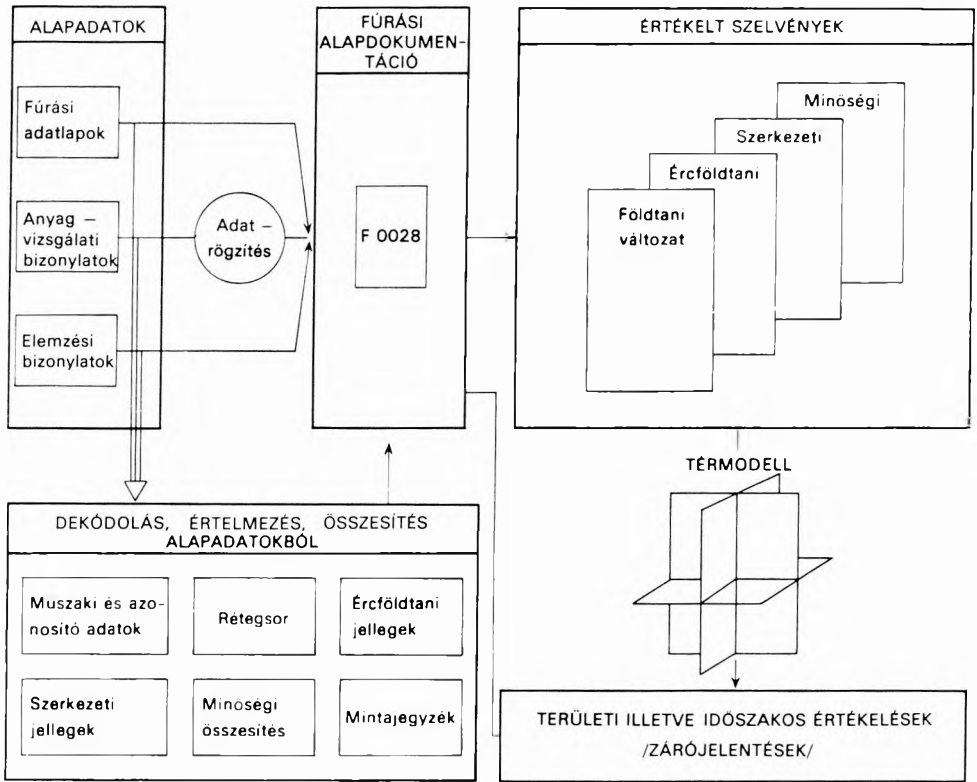 ALAPADATOK
Fúrási
adatlapok
Anyag –
vizsgálati
bizonylatok
Elemzési
bizonylatok
Adat –
rögzítés
FÚRÁSI
ALAPDOKUMEN-
TÁCIÓ
F 0028
ÉRTÉKELT SZELVÉNYEK
Minőségi
Szerkezeti
Ércföldtani
Földtani
változat
TÉRMODELL
DEKÓDOLÁS, ÉRTELMEZÉS, ÖSSZESÍTÉS
ALAPADATOKBÓL
Muszaki és azo-
nosító adatok
Rétegsor
Ércföldtani
jellegek
Szerkezeti
jellegek
Minőségi
összesítés
Mintajegyzék
TERÜLETI ILLETVE IDŐSZAKOS ÉRTÉKELÉSEK
/ZÁRÓJELENTÉSEK/